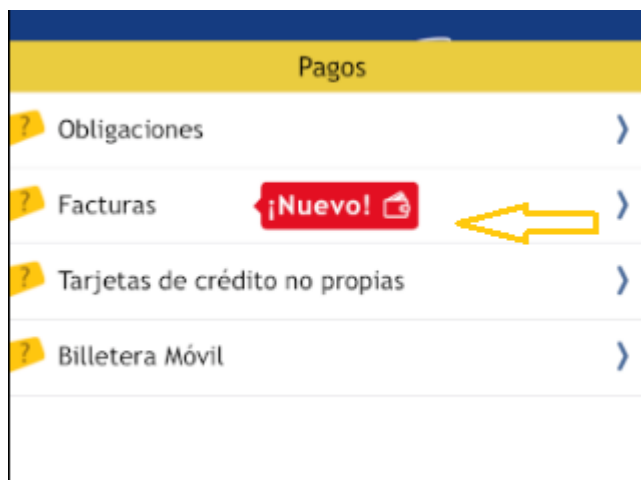 Pagos
? Obligaciones
? Facturas ¡Nuevo!
? Tarjetas de crédito no propias
? Billetera Móvil